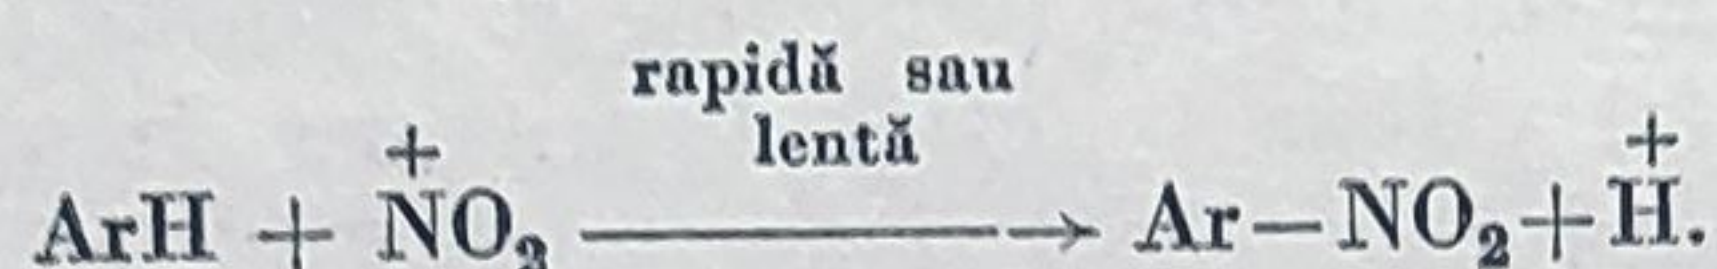 rapidă sau
lentă
ArH + N⁺O₂ ⟶ Ar—NO₂ + H⁺.